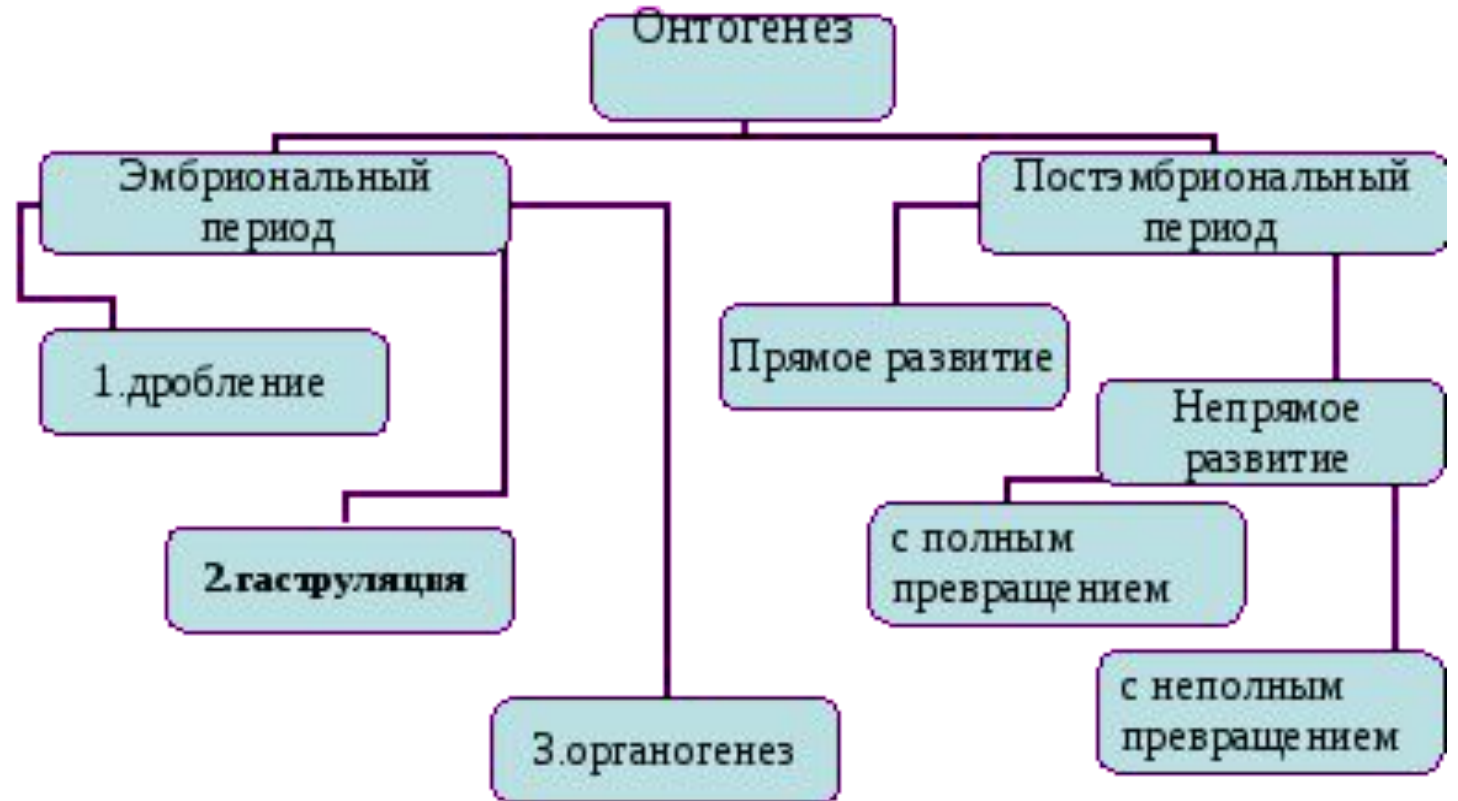 Онтогенез
Эмбриональный
период
Постэмбриональный
период
1.дробление
Прямое развитие
Непрямое
развитие
2.гаструляция
с полным
превращением
3.органогенез
с неполным
превращением